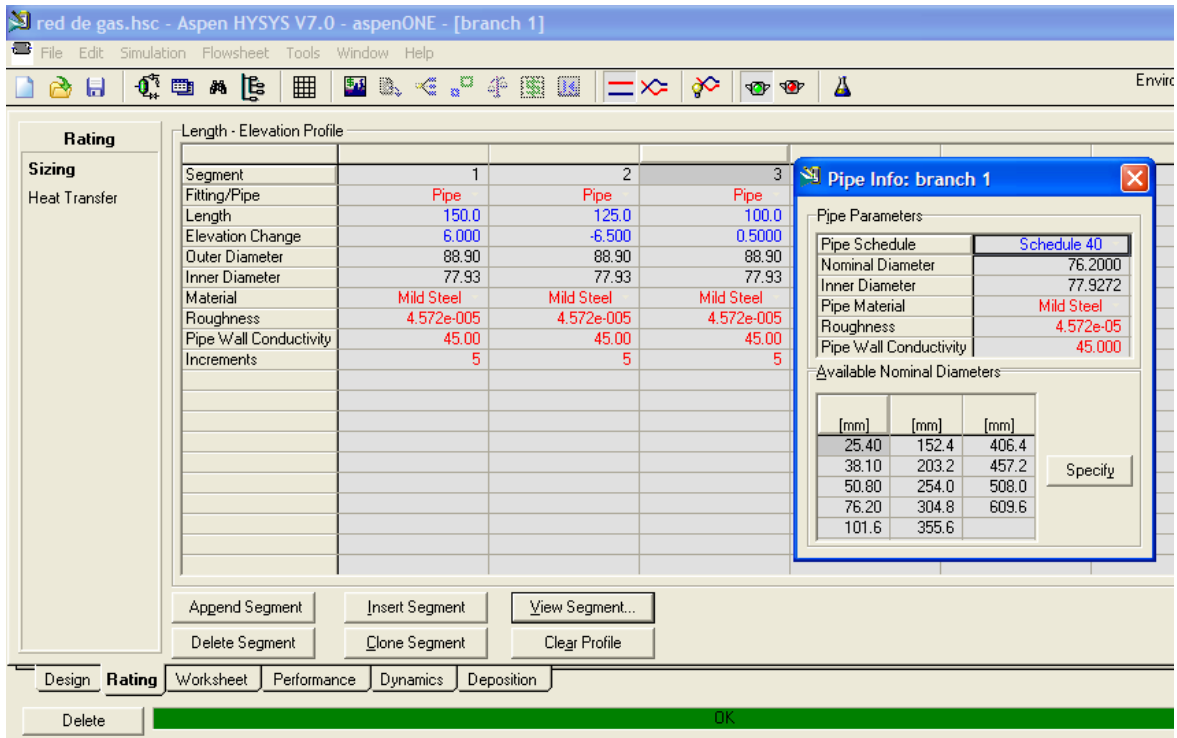 red de gas.hsc - Aspen HYSYS V7.0 - aspenONE - [branch 1]
File Edit Simulation Flowsheet Tools Window Help
Enviro
Rating
Sizing
Heat Transfer
Length - Elevation Profile
Segment 1 2 3
Fitting/Pipe Pipe Pipe Pipe
Length 150.0 125.0 100.0
Elevation Change 6.000 -6.500 0.5000
Outer Diameter 88.90 88.90 88.90
Inner Diameter 77.93 77.93 77.93
Material Mild Steel Mild Steel Mild Steel
Roughness 4.572e-005 4.572e-005 4.572e-005
Pipe Wall Conductivity 45.00 45.00 45.00
Increments 5 5 5
Pipe Info: branch 1
Pipe Parameters
Pipe Schedule Schedule 40
Nominal Diameter 76.2000
Inner Diameter 77.9272
Pipe Material Mild Steel
Roughness 4.572e-05
Pipe Wall Conductivity 45.000
Available Nominal Diameters
[mm] [mm] [mm]
25.40 152.4 406.4
38.10 203.2 457.2
50.80 254.0 508.0
76.20 304.8 609.6
101.6 355.6
Specify
Append Segment Insert Segment View Segment...
Delete Segment Clone Segment Clear Profile
Design Rating Worksheet Performance Dynamics Deposition
Delete OK